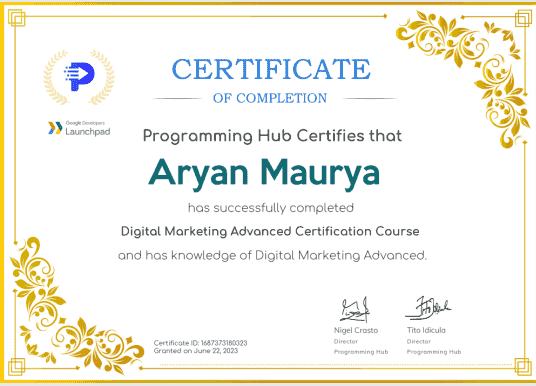 CERTIFICATE
OF COMPLETION
Google Developers
Launchpad
Programming Hub Certifies that
Aryan Maurya
has successfully completed
Digital Marketing Advanced Certification Course
and has knowledge of Digital Marketing Advanced.
Nigel Crasto
Director
Programming Hub
Tito Idicula
Director
Programming Hub
Certificate ID: 1687373180323
Granted on June 22, 2023